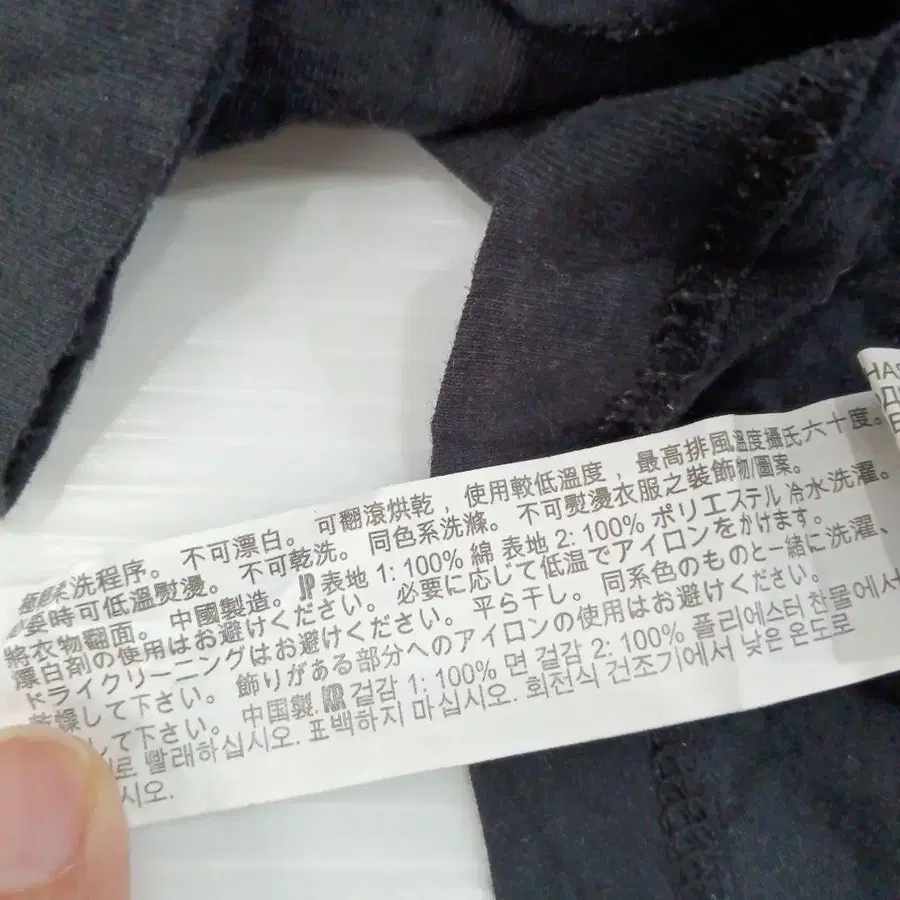 洗程序。不可漂白。可翻滾烘乾，使用較低溫度，最高排風溫度攝氏六十度。
必要時可低溫熨燙。不可乾洗。同色系洗滌。不可熨燙衣服之裝飾物/圖案。
將衣物翻面。中國製造。JP 表地 1: 100% 綿 表地 2: 100% ポリエステル 冷水洗濯。
漂白剤の使用はお避けください。必要に応じて低温でアイロンをかけます。
ドライクリーニングはお避けください。平ら干し。同系色のものと一緒に洗濯、
乾燥して下さい。飾りがある部分へのアイロンの使用はお避けください。
して下さい。中国製. KR 겉감 1: 100% 면 겉감 2: 100% 폴리에스터 찬물에서
로 빨래하십시오. 표백하지 마십시오. 회전식 건조기에서 낮은 온도로
시오.